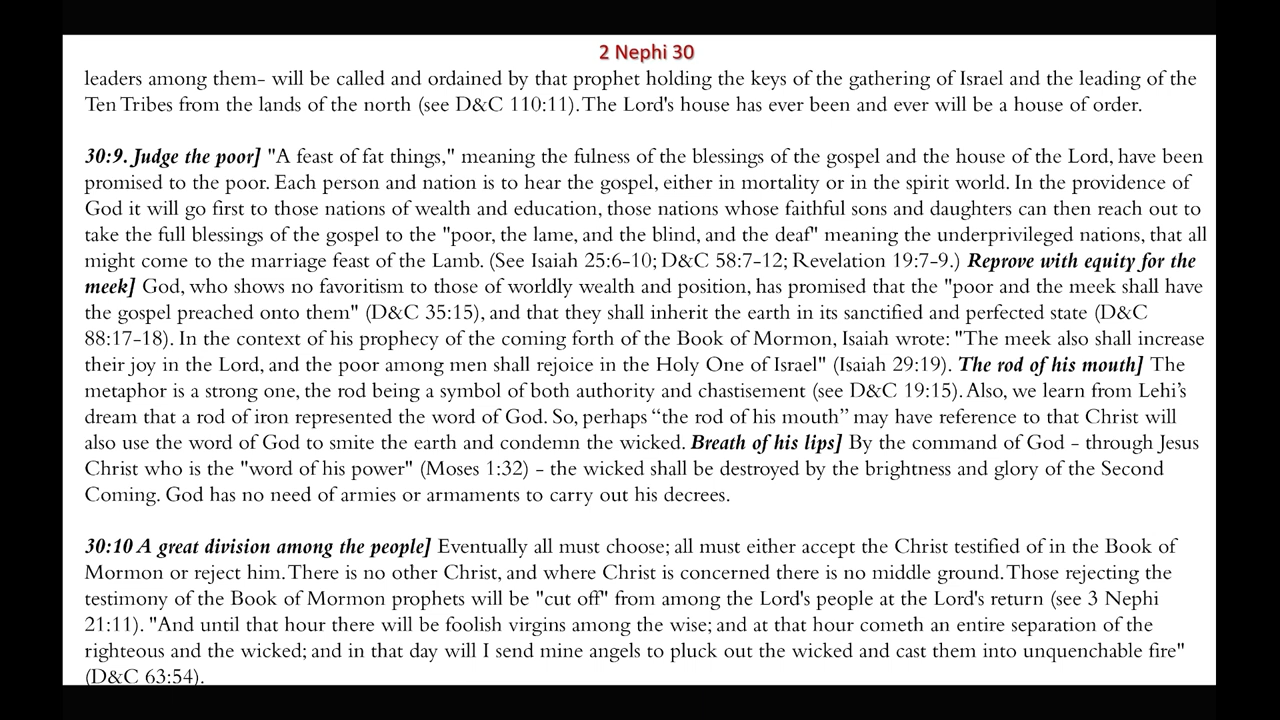 2 Nephi 30
leaders among them- will be called and ordained by that prophet holding the keys of the gathering of Israel and the leading of the
Ten Tribes from the lands of the north (see D&C 110:11). The Lord's house has ever been and ever will be a house of order.
30:9. Judge the poor] "A feast of fat things," meaning the fulness of the blessings of the gospel and the house of the Lord, have been
promised to the poor. Each person and nation is to hear the gospel, either in mortality or in the spirit world. In the providence of
God it will go first to those nations of wealth and education, those nations whose faithful sons and daughters can then reach out to
take the full blessings of the gospel to the "poor, the lame, and the blind, and the deaf" meaning the underprivileged nations, that all
might come to the marriage feast of the Lamb. (See Isaiah 25:6-10; D&C 58:7-12; Revelation 19:7-9.) Reprove with equity for the
meek] God, who shows no favoritism to those of worldly wealth and position, has promised that the "poor and the meek shall have
the gospel preached onto them" (D&C 35:15), and that they shall inherit the earth in its sanctified and perfected state (D&C
88:17-18). In the context of his prophecy of the coming forth of the Book of Mormon, Isaiah wrote: "The meek also shall increase
their joy in the Lord, and the poor among men shall rejoice in the Holy One of Israel" (Isaiah 29:19). The rod of his mouth] The
metaphor is a strong one, the rod being a symbol of both authority and chastisement (see D&C 19:15). Also, we learn from Lehi's
dream that a rod of iron represented the word of God. So, perhaps “the rod of his mouth” may have reference to that Christ will
also use the word of God to smite the earth and condemn the wicked. Breath of his lips] By the command of God - through Jesus
Christ who is the "word of his power" (Moses 1:32) - the wicked shall be destroyed by the brightness and glory of the Second
Coming. God has no need of armies or armaments to carry out his decrees.
30:10 A great division among the people] Eventually all must choose; all must either accept the Christ testified of in the Book of
Mormon or reject him. There is no other Christ, and where Christ is concerned there is no middle ground. Those rejecting the
testimony of the Book of Mormon prophets will be "cut off" from among the Lord's people at the Lord's return (see 3 Nephi
21:11). "And until that hour there will be foolish virgins among the wise; and at that hour cometh an entire separation of the
righteous and the wicked; and in that day will I send mine angels to pluck out the wicked and cast them into unquenchable fire"
(D&C 63:54).